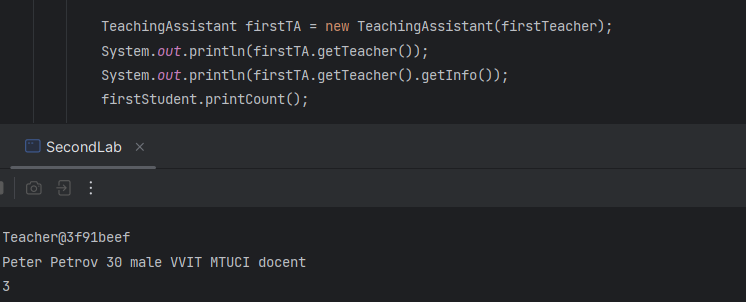 TeachingAssistant firstTA = new TeachingAssistant(firstTeacher);
System.out.println(firstTA.getTeacher());
System.out.println(firstTA.getTeacher().getInfo());
firstStudent.printCount();
SecondLab
Teacher@3f91beef
Peter Petrov 30 male VVIT MTUCI docent
3